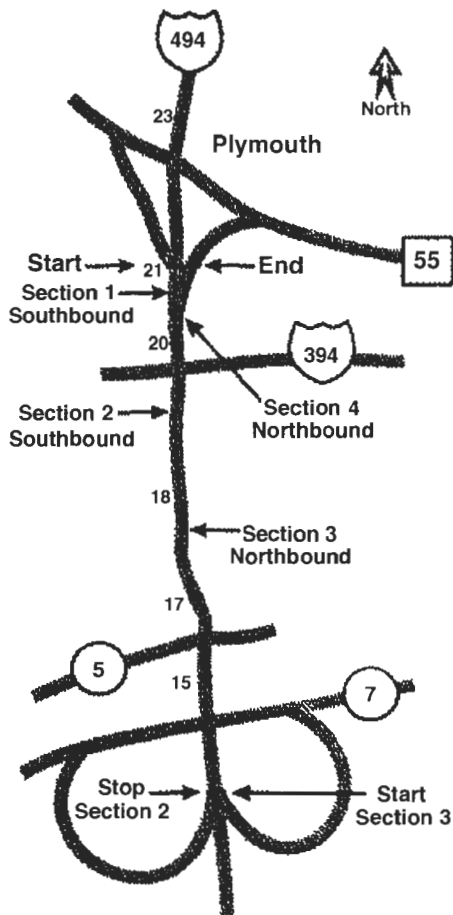 494
North
23
Plymouth
Start
21
End
55
Section 1
Southbound
20
394
Section 2
Southbound
Section 4
Northbound
18
Section 3
Northbound
17
5
15
7
Stop
Section 2
Start
Section 3